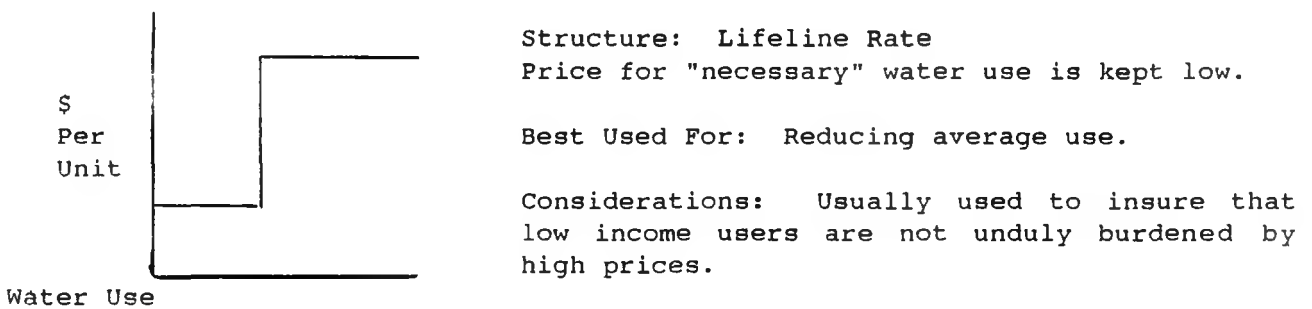 $
Per
Unit
Water Use
Structure: Lifeline Rate
Price for "necessary" water use is kept low.
Best Used For: Reducing average use.
Considerations: Usually used to insure that
low income users are not unduly burdened by
high prices.